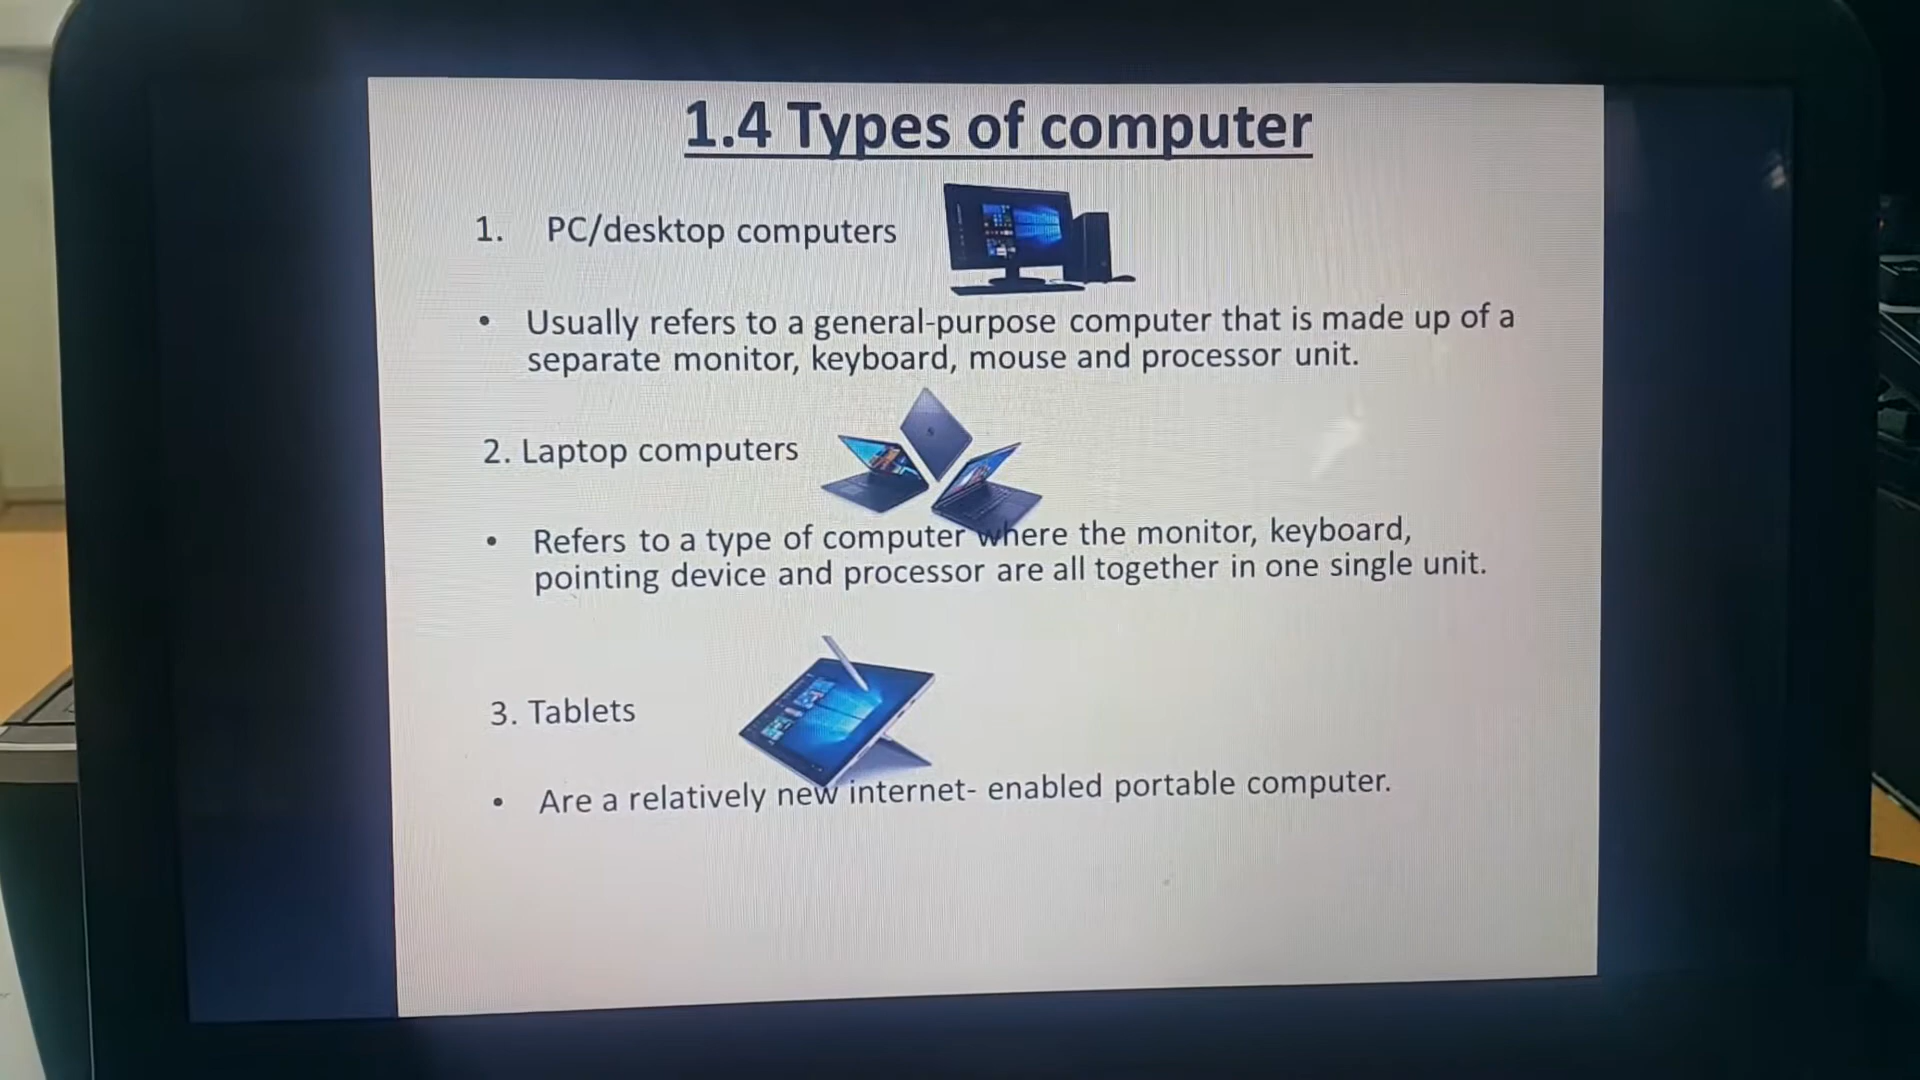 1.4 Types of computer
1. PC/desktop computers
• Usually refers to a general-purpose computer that is made up of a
separate monitor, keyboard, mouse and processor unit.
2. Laptop computers
• Refers to a type of computer where the monitor, keyboard,
pointing device and processor are all together in one single unit.
3. Tablets
• Are a relatively new internet- enabled portable computer.